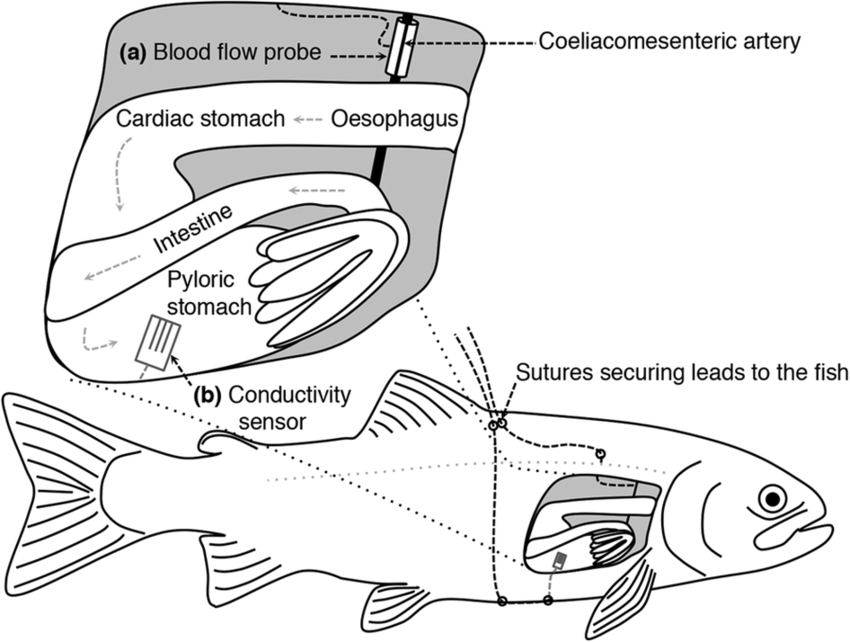 (a) Blood flow probe
Coeliacomesenteric artery
Cardiac stomach
Oesophagus
Intestine
Pyloric
stomach
(b) Conductivity
sensor
Sutures securing leads to the fish